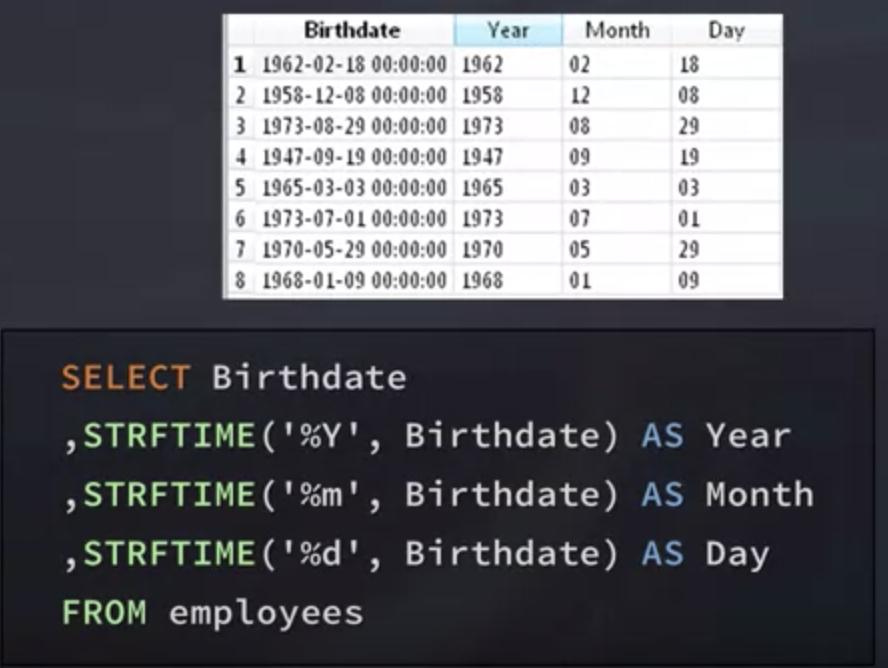 Birthdate Year Month Day
1 1962-02-18 00:00:00 1962 02 18
2 1958-12-08 00:00:00 1958 12 08
3 1973-08-29 00:00:00 1973 08 29
4 1947-09-19 00:00:00 1947 09 19
5 1965-03-03 00:00:00 1965 03 03
6 1973-07-01 00:00:00 1973 07 01
7 1970-05-29 00:00:00 1970 05 29
8 1968-01-09 00:00:00 1968 01 09
SELECT Birthdate
,STRFTIME('%Y', Birthdate) AS Year
,STRFTIME('%m', Birthdate) AS Month
,STRFTIME('%d', Birthdate) AS Day
FROM employees